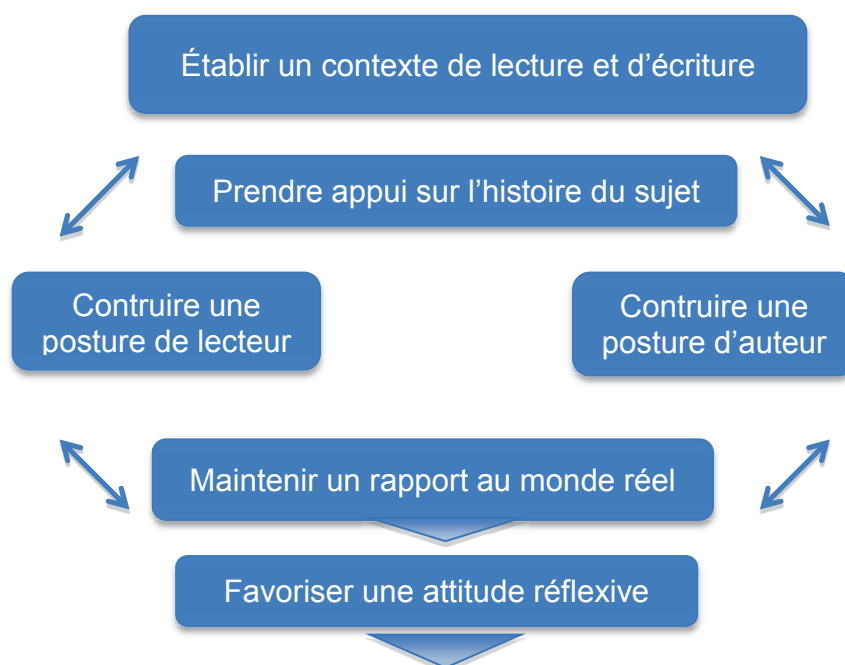 Établir un contexte de lecture et d’écriture
Prendre appui sur l’histoire du sujet
Contruire une
posture de lecteur
Contruire une
posture d’auteur
Maintenir un rapport au monde réel
Favoriser une attitude réflexive